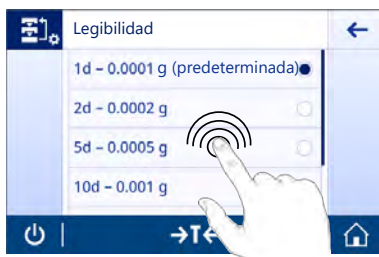 Legibilidad
1d – 0.0001 g (predeterminada)
2d – 0.0002 g
5d – 0.0005 g
10d – 0.001 g
→T←